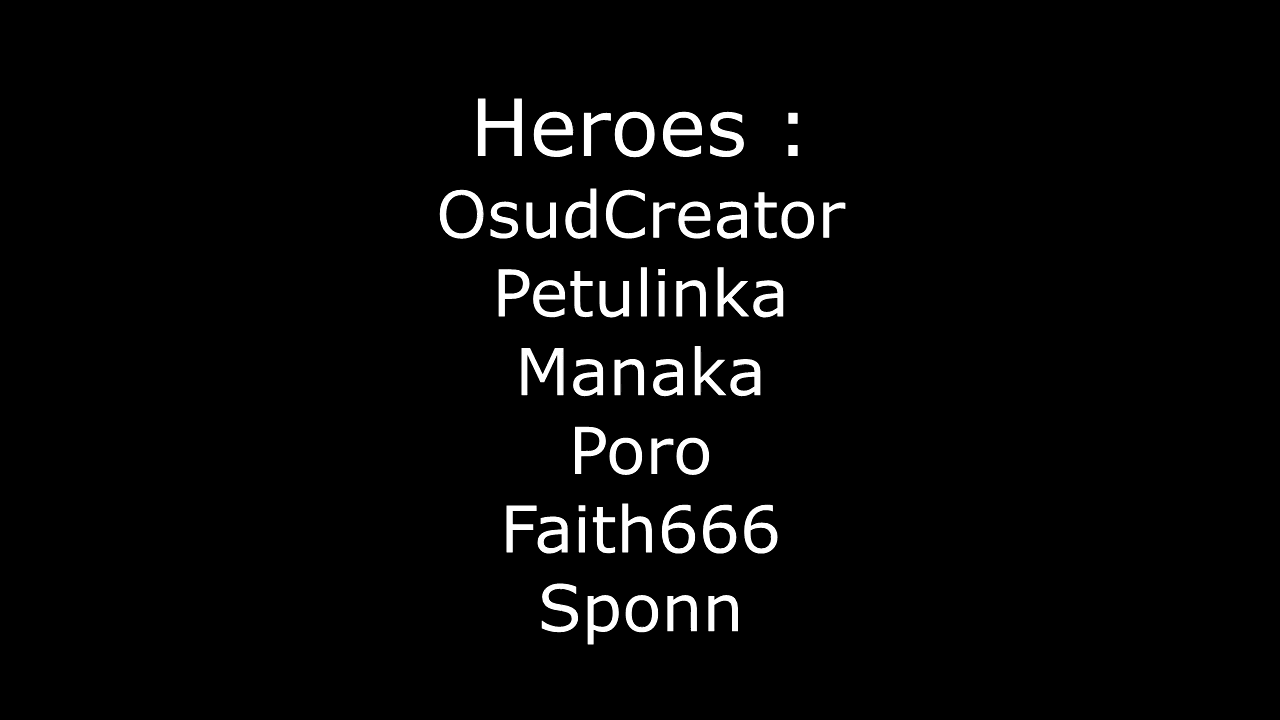 Heroes :
OsudCreator
Petulinka
Manaka
Poro
Faith666
Sponn